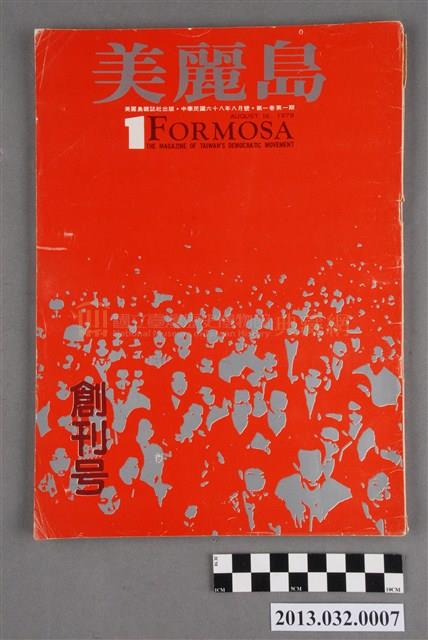 美麗島
美麗島雜誌社出版・中華民國六十八年八月號・第一卷第一期
AUGUST 16, 1979
1 FORMOSA
THE MAGAZINE OF TAIWAN'S DEMOCRATIC MOVEMENT
創刊号
1CM 5CM 10CM
2013.032.0007